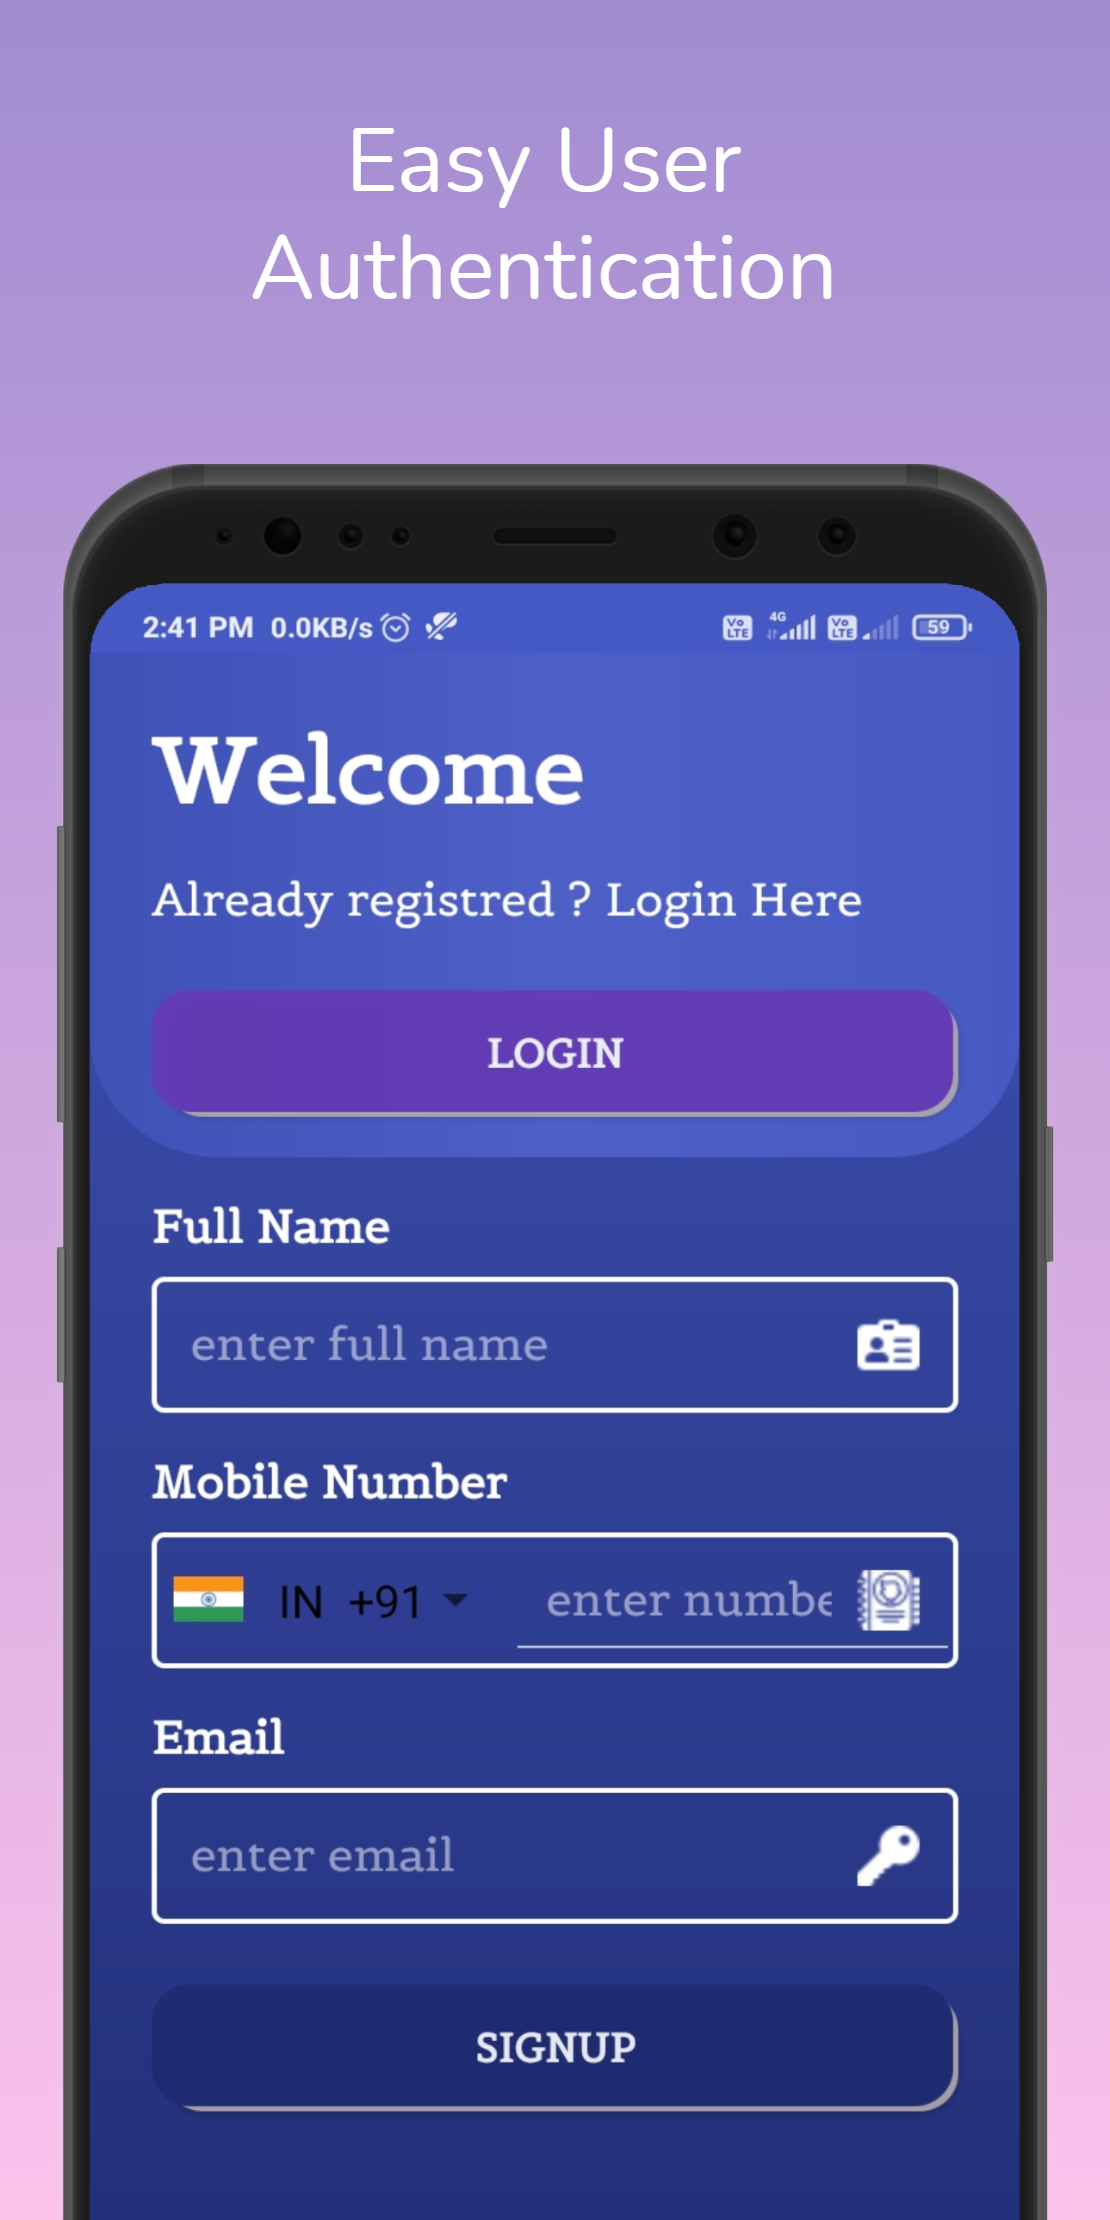 Easy User
Authentication
2:41 PM 0.0KB/s Vo LTE 4G Vo LTE 59
Welcome
Already registred ? Login Here
LOGIN
Full Name
enter full name
Mobile Number
IN +91 enter numbe
Email
enter email
SIGNUP